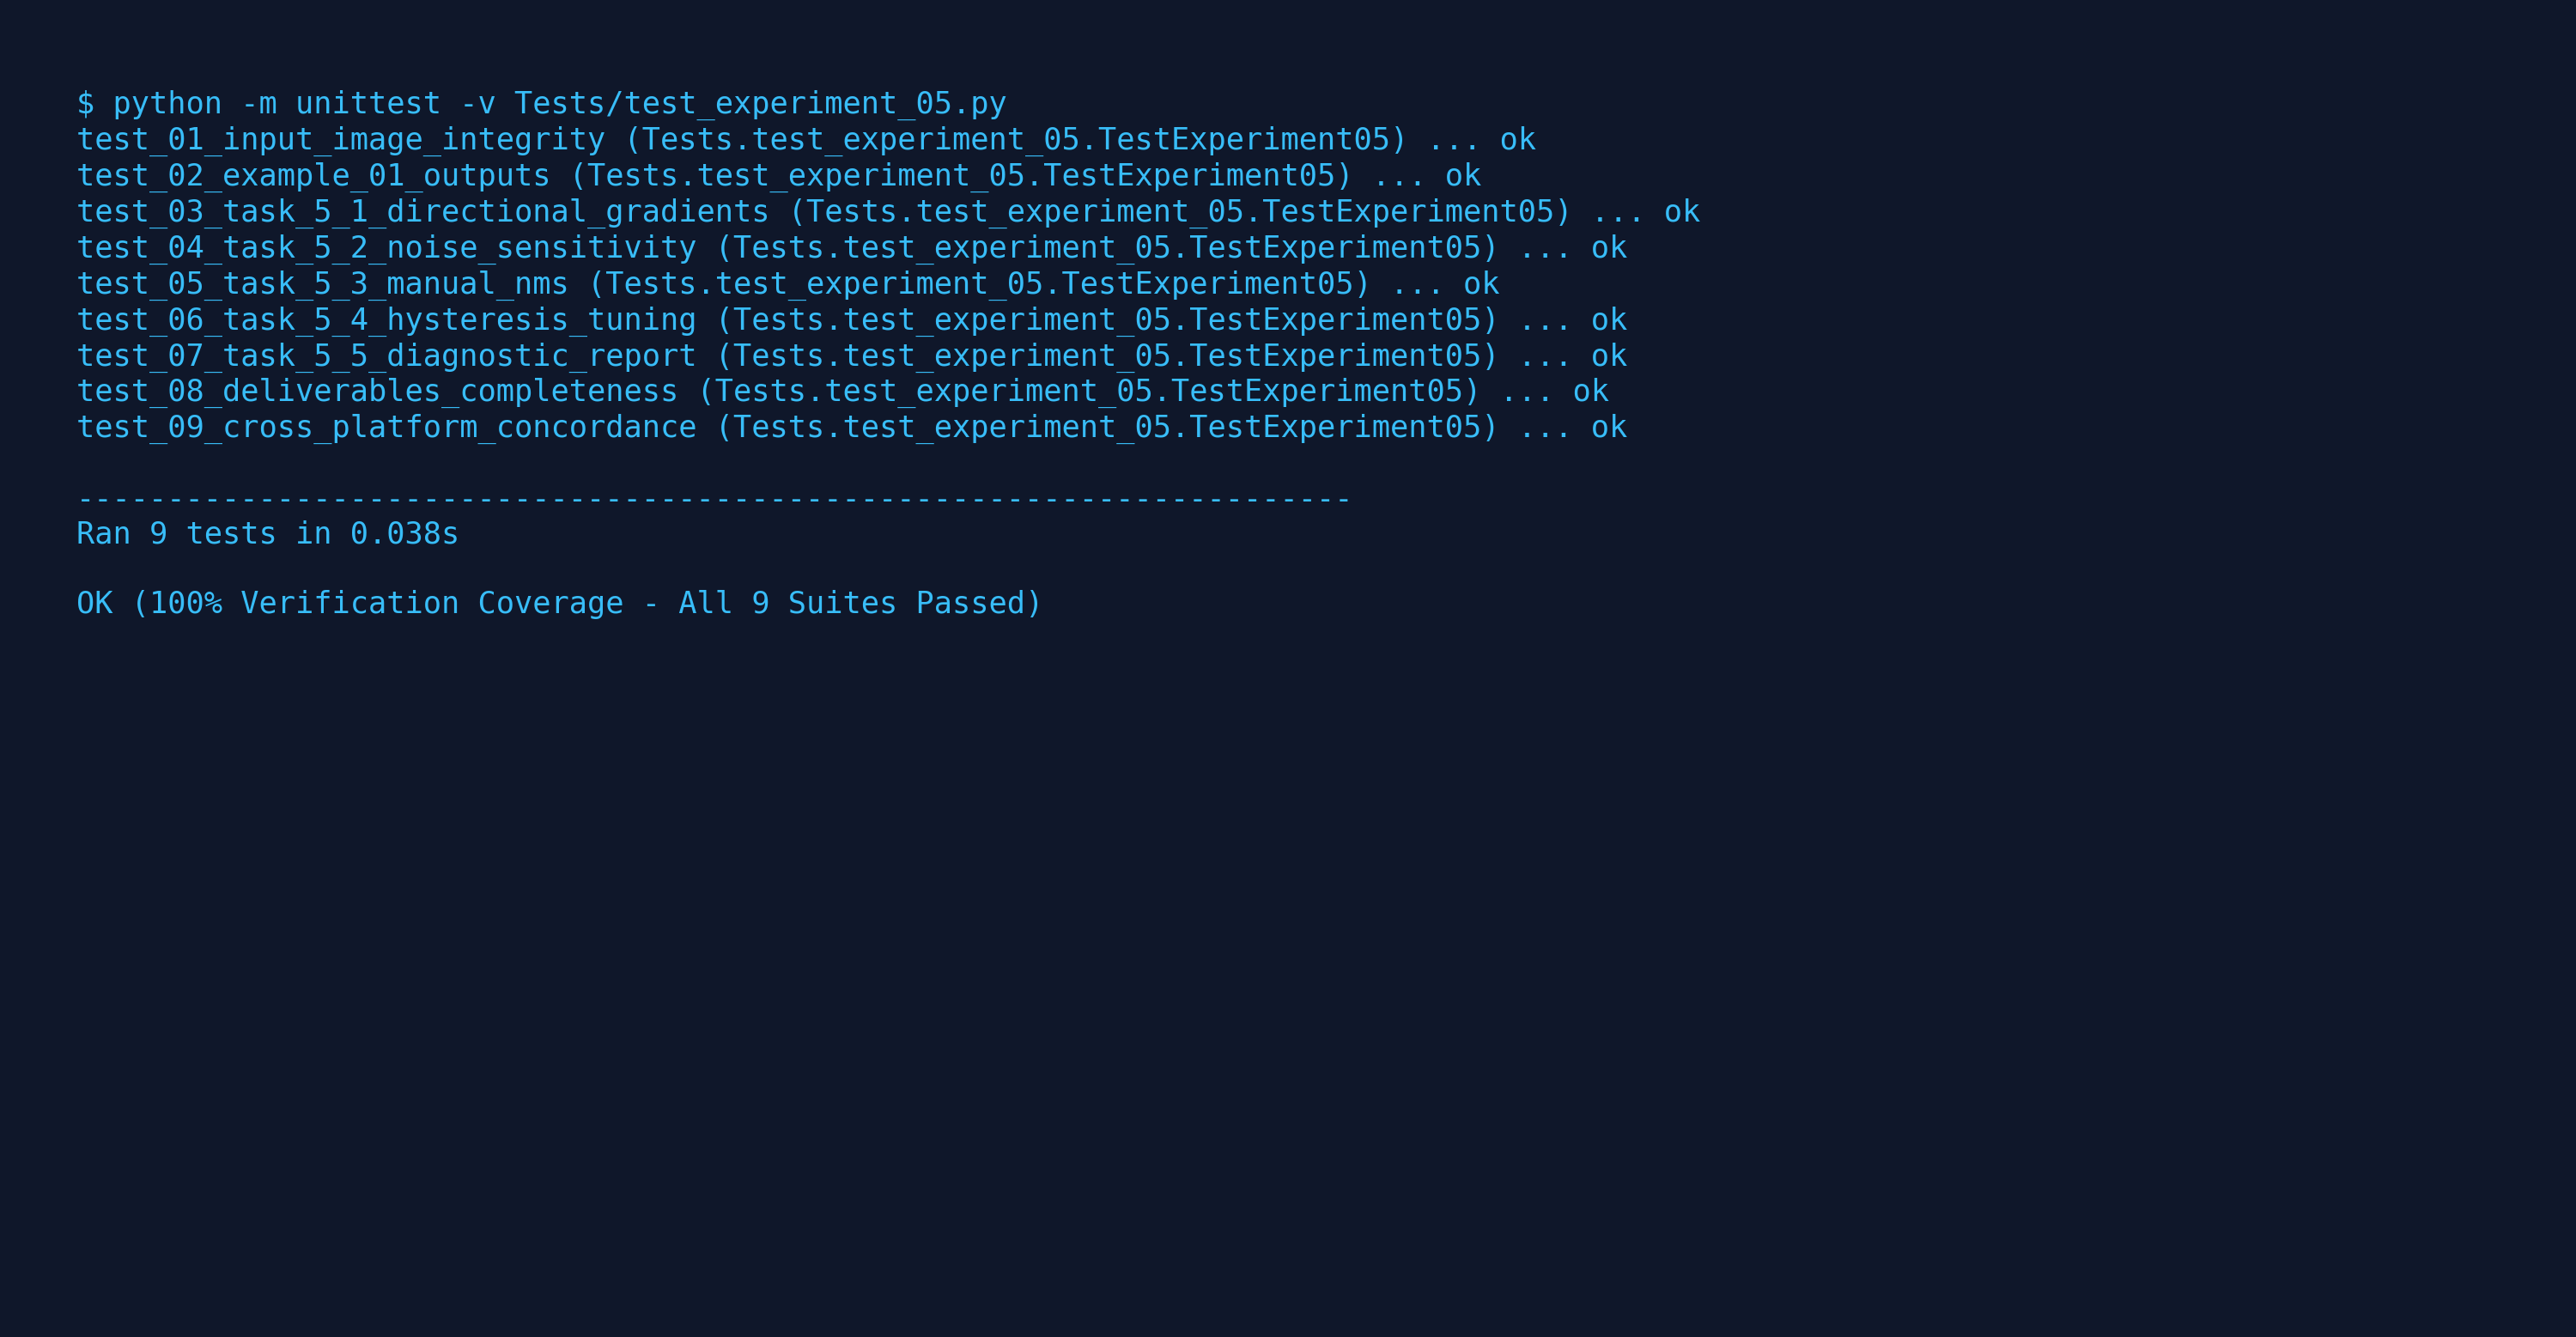 $ python -m unittest -v Tests/test_experiment_05.py
test_01_input_image_integrity (Tests.test_experiment_05.TestExperiment05) ... ok
test_02_example_01_outputs (Tests.test_experiment_05.TestExperiment05) ... ok
test_03_task_5_1_directional_gradients (Tests.test_experiment_05.TestExperiment05) ... ok
test_04_task_5_2_noise_sensitivity (Tests.test_experiment_05.TestExperiment05) ... ok
test_05_task_5_3_manual_nms (Tests.test_experiment_05.TestExperiment05) ... ok
test_06_task_5_4_hysteresis_tuning (Tests.test_experiment_05.TestExperiment05) ... ok
test_07_task_5_5_diagnostic_report (Tests.test_experiment_05.TestExperiment05) ... ok
test_08_deliverables_completeness (Tests.test_experiment_05.TestExperiment05) ... ok
test_09_cross_platform_concordance (Tests.test_experiment_05.TestExperiment05) ... ok
----------------------------------------------------------------------
Ran 9 tests in 0.038s
OK (100% Verification Coverage - All 9 Suites Passed)